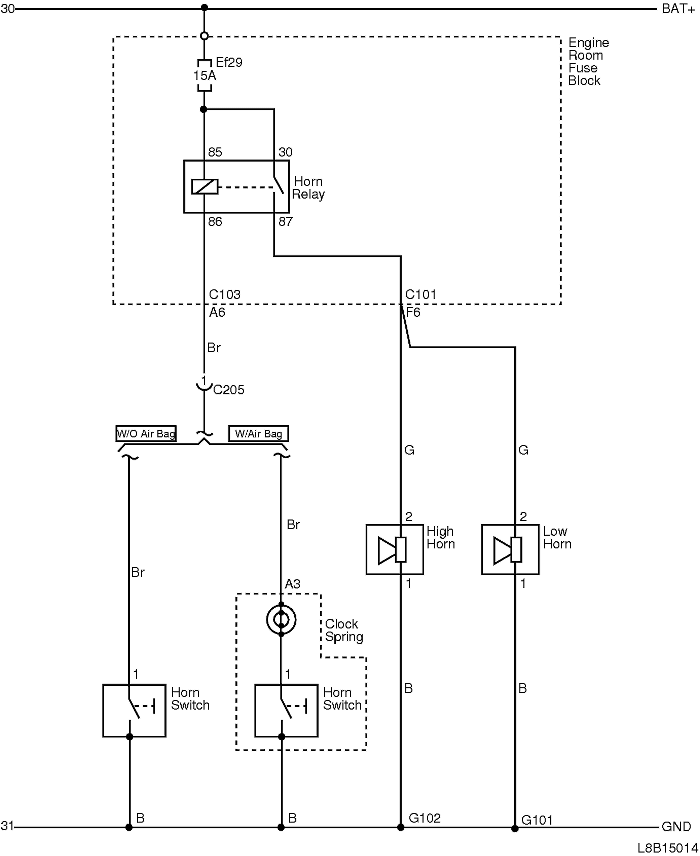 30
BAT+
Engine
Room
Fuse
Block
Ef29
15A
85
30
Horn
Relay
86
87
C103
C101
A6
F6
Br
1
C205
W/O Air Bag
W/Air Bag
G
G
2
2
High
Horn
Low
Horn
Br
Br
1
1
A3
Clock
Spring
1
1
Horn
Switch
Horn
Switch
B
B
B
B
G102
G101
31
GND
L8B15014